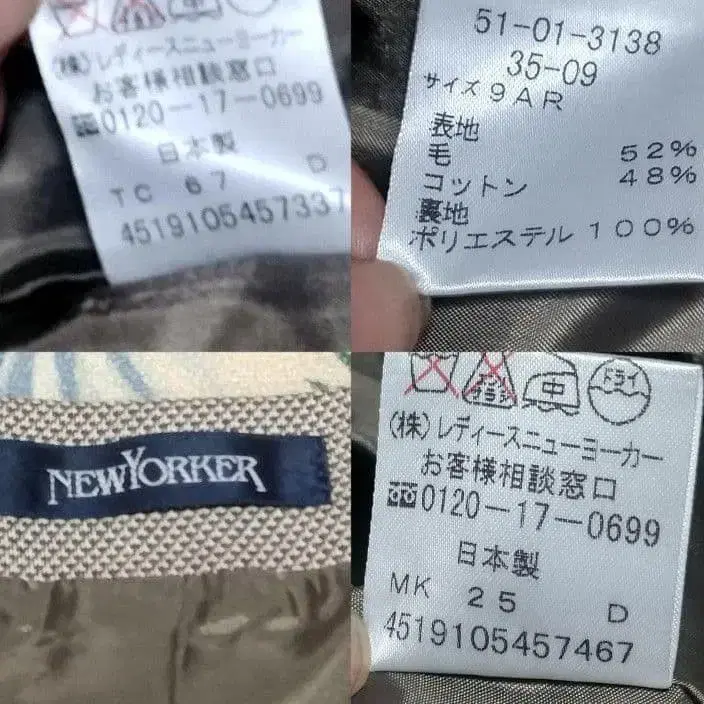 (株)レディースニューヨーカー
お客様相談窓口
0120-17-0699
日本製
TC 67 D
4519105457337
51-01-3138
35-09
サイズ 9AR
表地
毛 52%
コットン 48%
裏地
ポリエステル 100%
NEWYORKER
中
ドライ
(株)レディースニューヨーカー
お客様相談窓口
0120-17-0699
日本製
MK 25 D
4519105457467